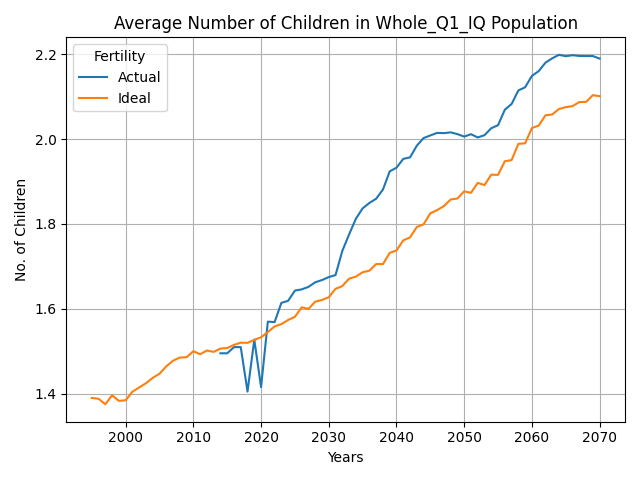 Average Number of Children in Whole_Q1_IQ Population
Fertility
Actual
Ideal
No. of Children
2.2
2.0
1.8
1.6
1.4
2000 2010 2020 2030 2040 2050 2060 2070
Years